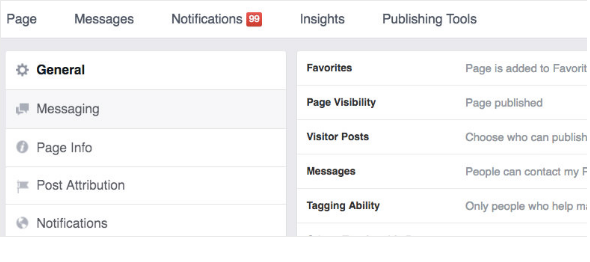 Page Messages Notifications 99 Insights Publishing Tools
General
Messaging
Page Info
Post Attribution
Notifications
Favorites Page is added to Favorit
Page Visibility Page published
Visitor Posts Choose who can publish
Messages People can contact my P
Tagging Ability Only people who help ma